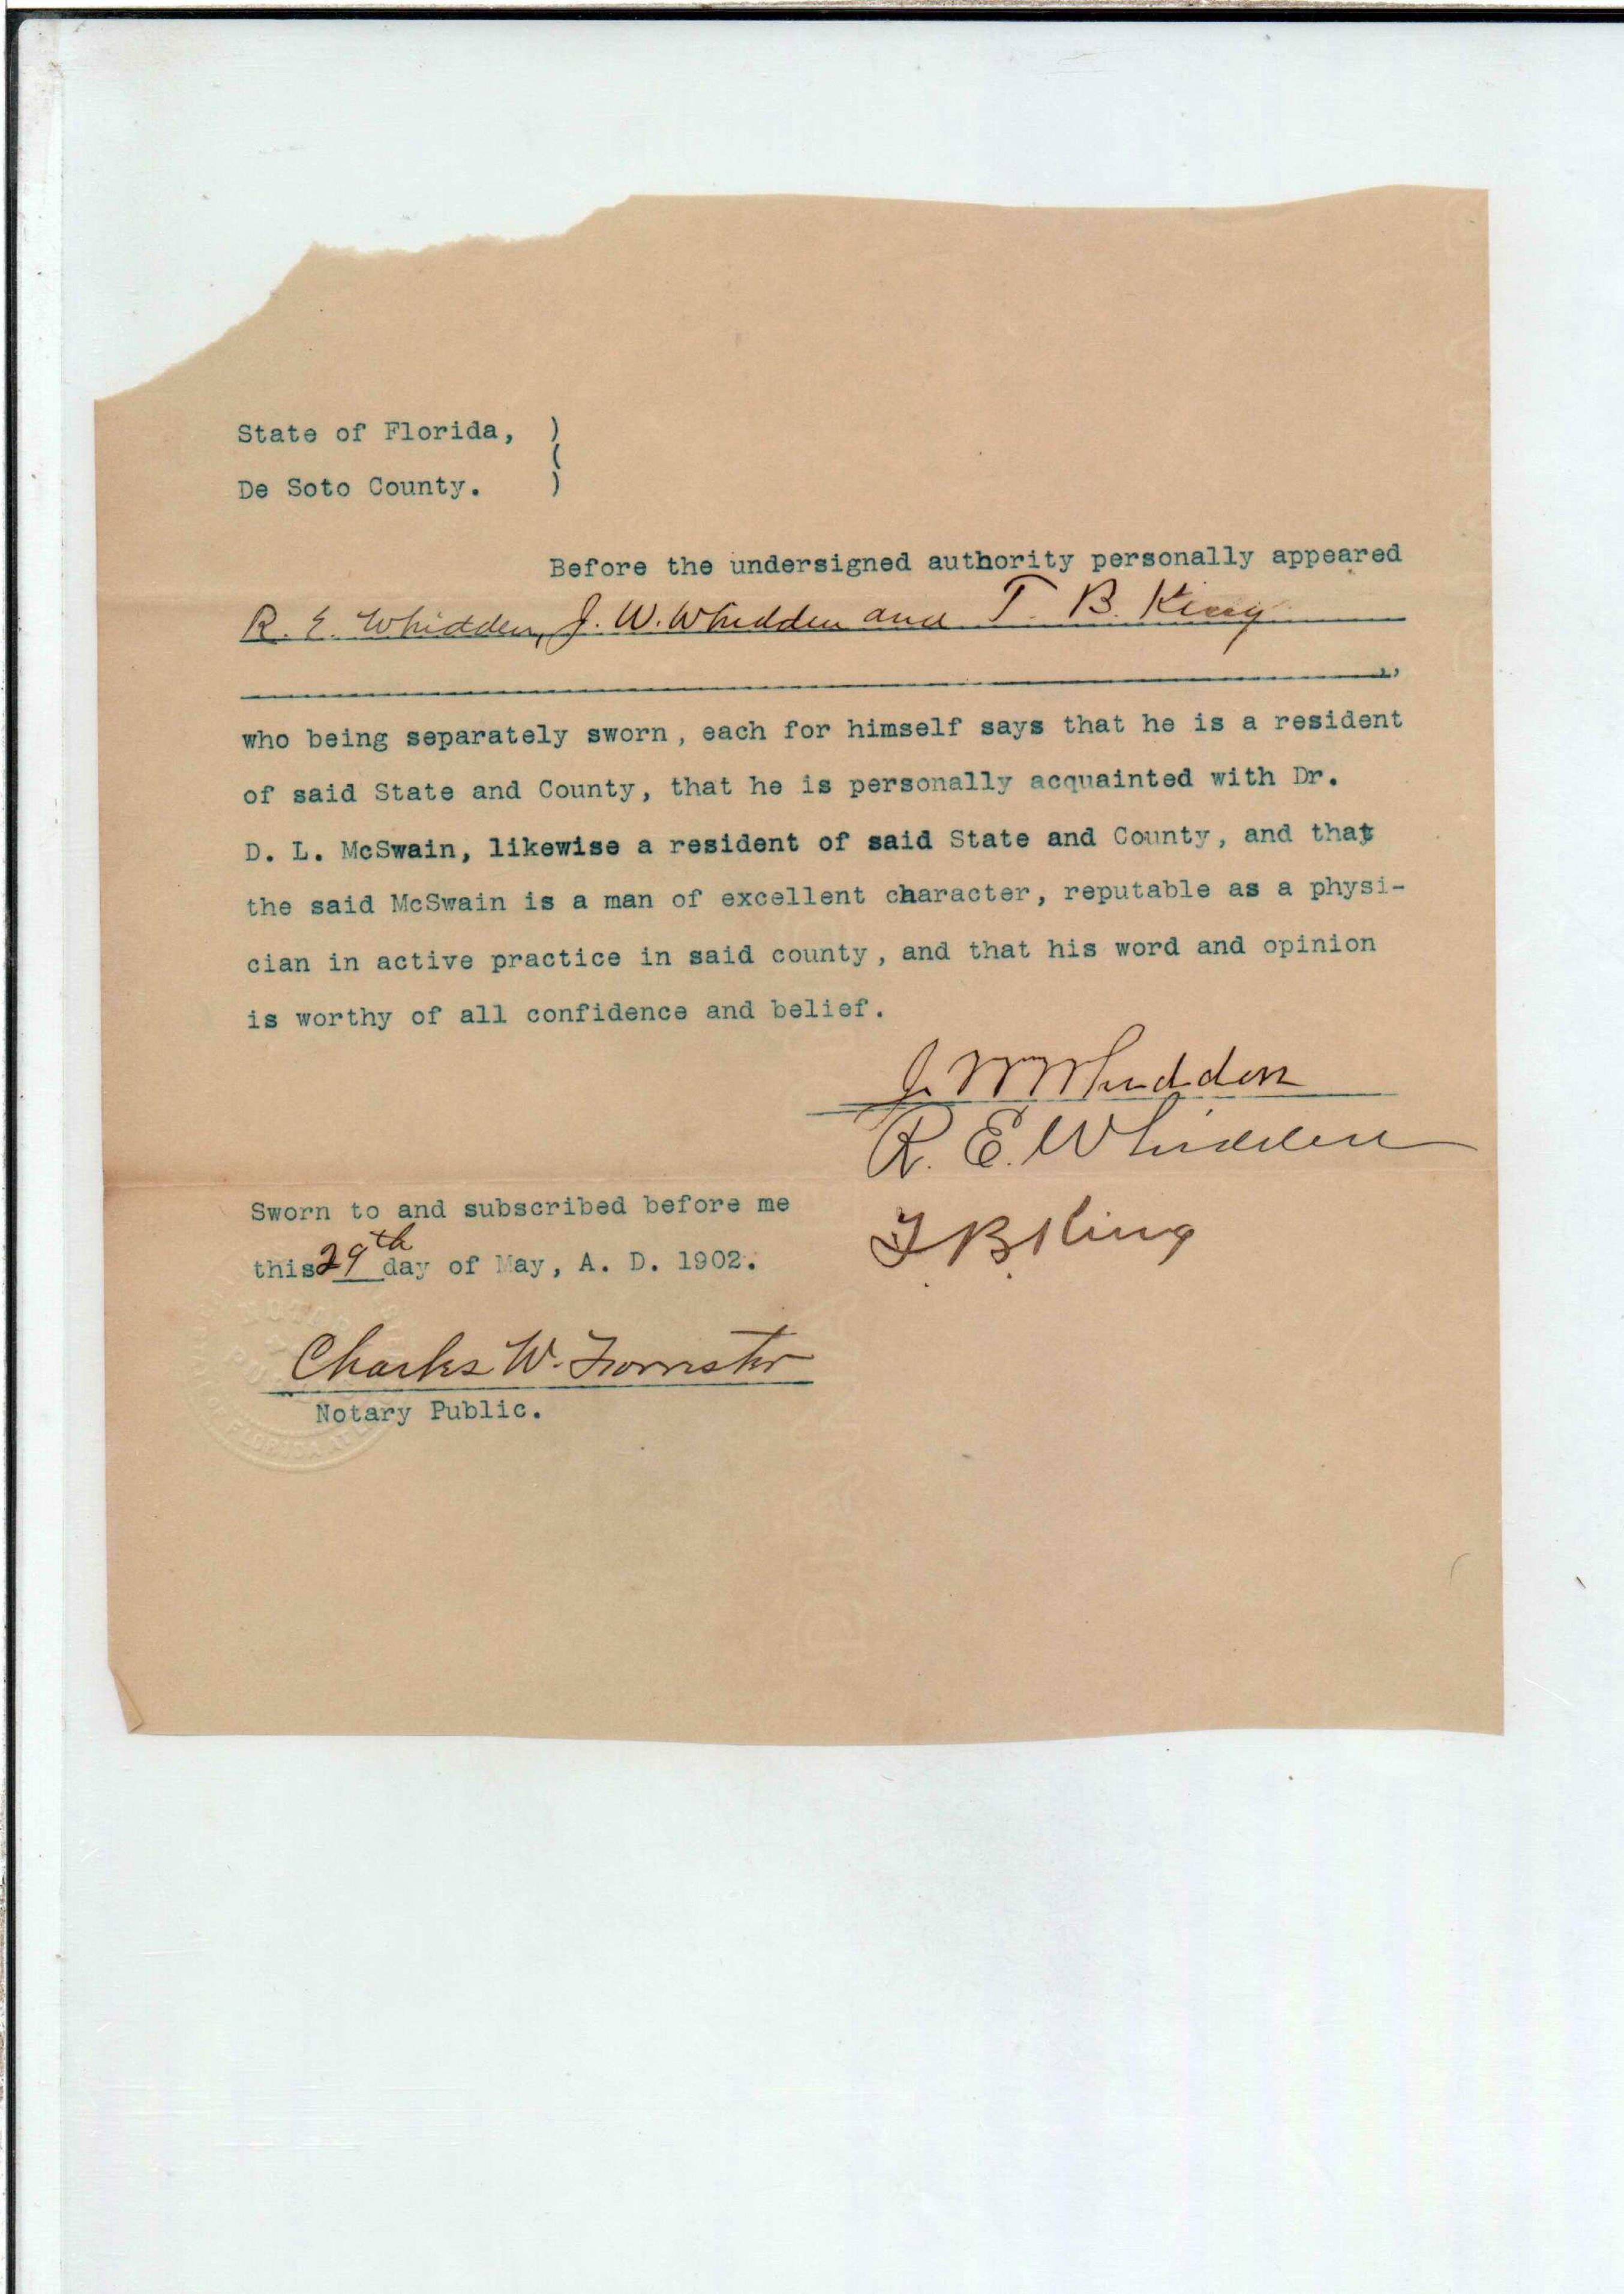 State of Florida, )
(
De Soto County. )
Before the undersigned authority personally appeared
R. E. Whidden, J. W. Whidden and T. B. King
,
who being separately sworn, each for himself says that he is a resident
of said State and County, that he is personally acquainted with Dr.
D. L. McSwain, likewise a resident of said State and County, and that
the said McSwain is a man of excellent character, reputable as a physi-
cian in active practice in said county, and that his word and opinion
is worthy of all confidence and belief.
J. W. Whidden
R. E. Whidden
T B King
Sworn to and subscribed before me
this 29th day of May, A. D. 1902.
Charles W. Forrester
Notary Public.